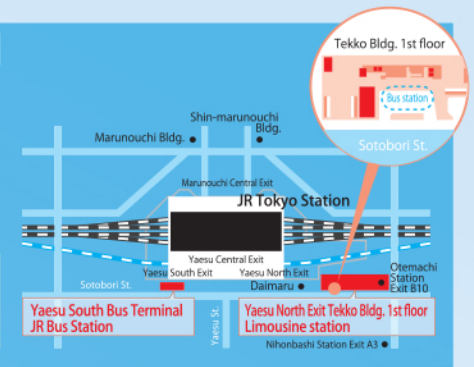 Tekko Bldg. 1st floor
Bus station
Sotobori St.
Shin-marunouchi
Bldg.
Marunouchi Bldg.
Marunouchi Central Exit
JR Tokyo Station
Yaesu Central Exit
Yaesu South Exit
Yaesu North Exit
Otemachi
Station
Exit B10
Sotobori St.
Daimaru
Yaesu South Bus Terminal
JR Bus Station
Yaesu St.
Yaesu North Exit Tekko Bldg. 1st floor
Limousine station
Nihonbashi Station Exit A3